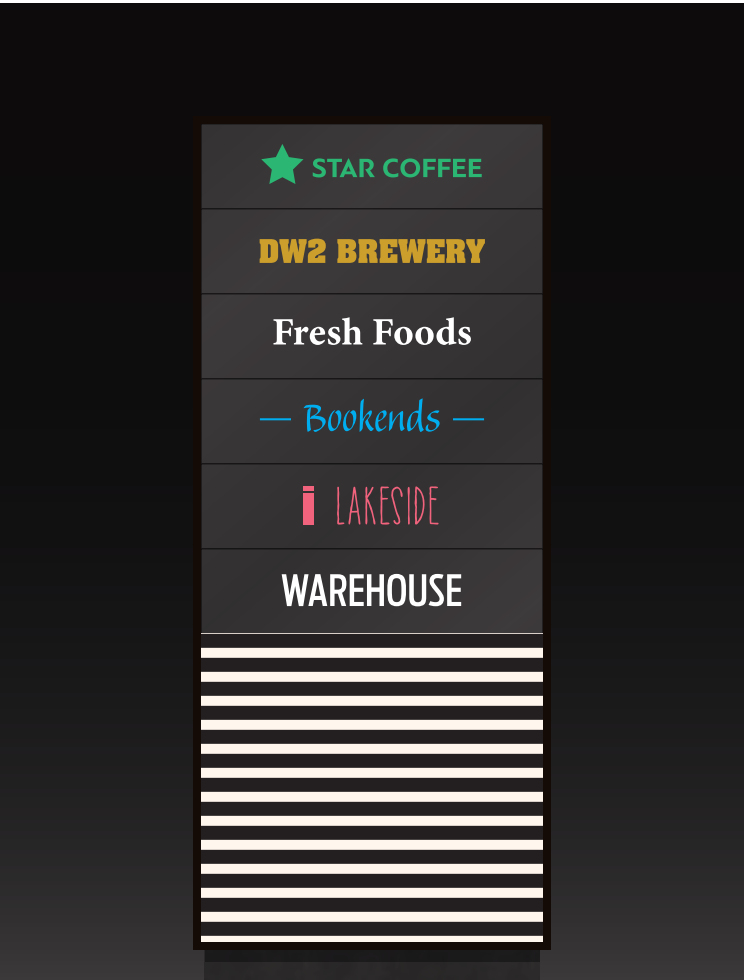 STAR COFFEE
DW2 BREWERY
Fresh Foods
Bookends
LAKESIDE
WAREHOUSE